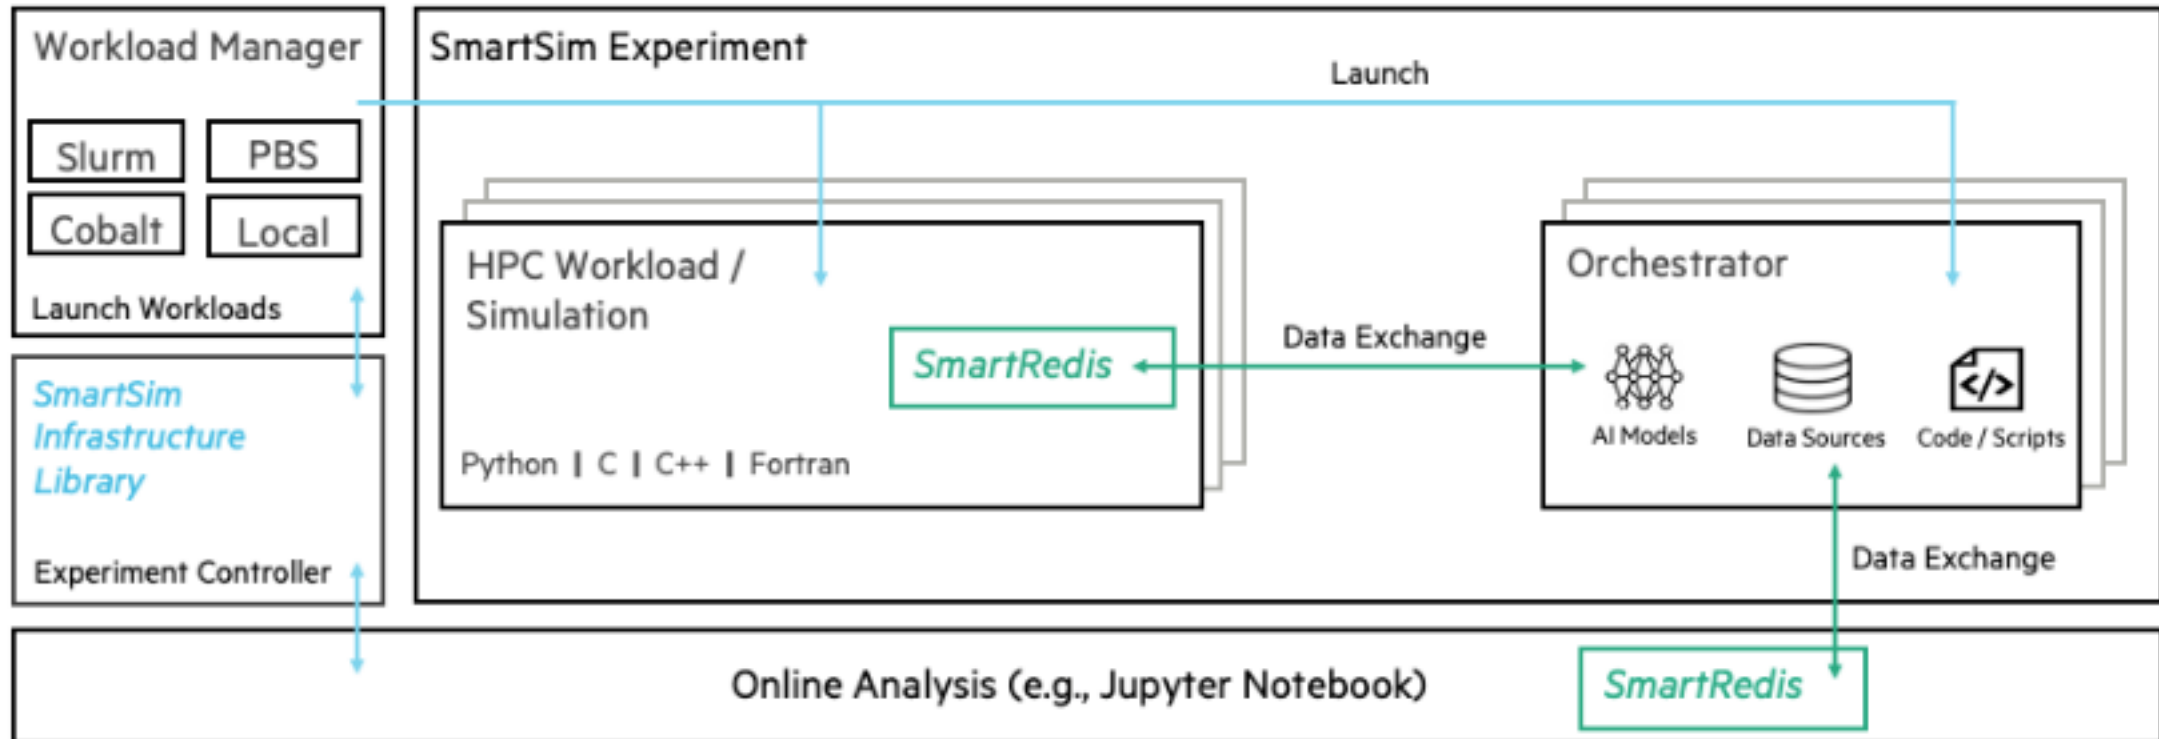 Workload Manager
Slurm
PBS
Cobalt
Local
Launch Workloads
SmartSim
Infrastructure
Library
Experiment Controller
SmartSim Experiment
Launch
HPC Workload /
Simulation
SmartRedis
Python | C | C++ | Fortran
Data Exchange
Orchestrator
</>
AI Models
Data Sources
Code / Scripts
Data Exchange
Online Analysis (e.g., Jupyter Notebook)
SmartRedis